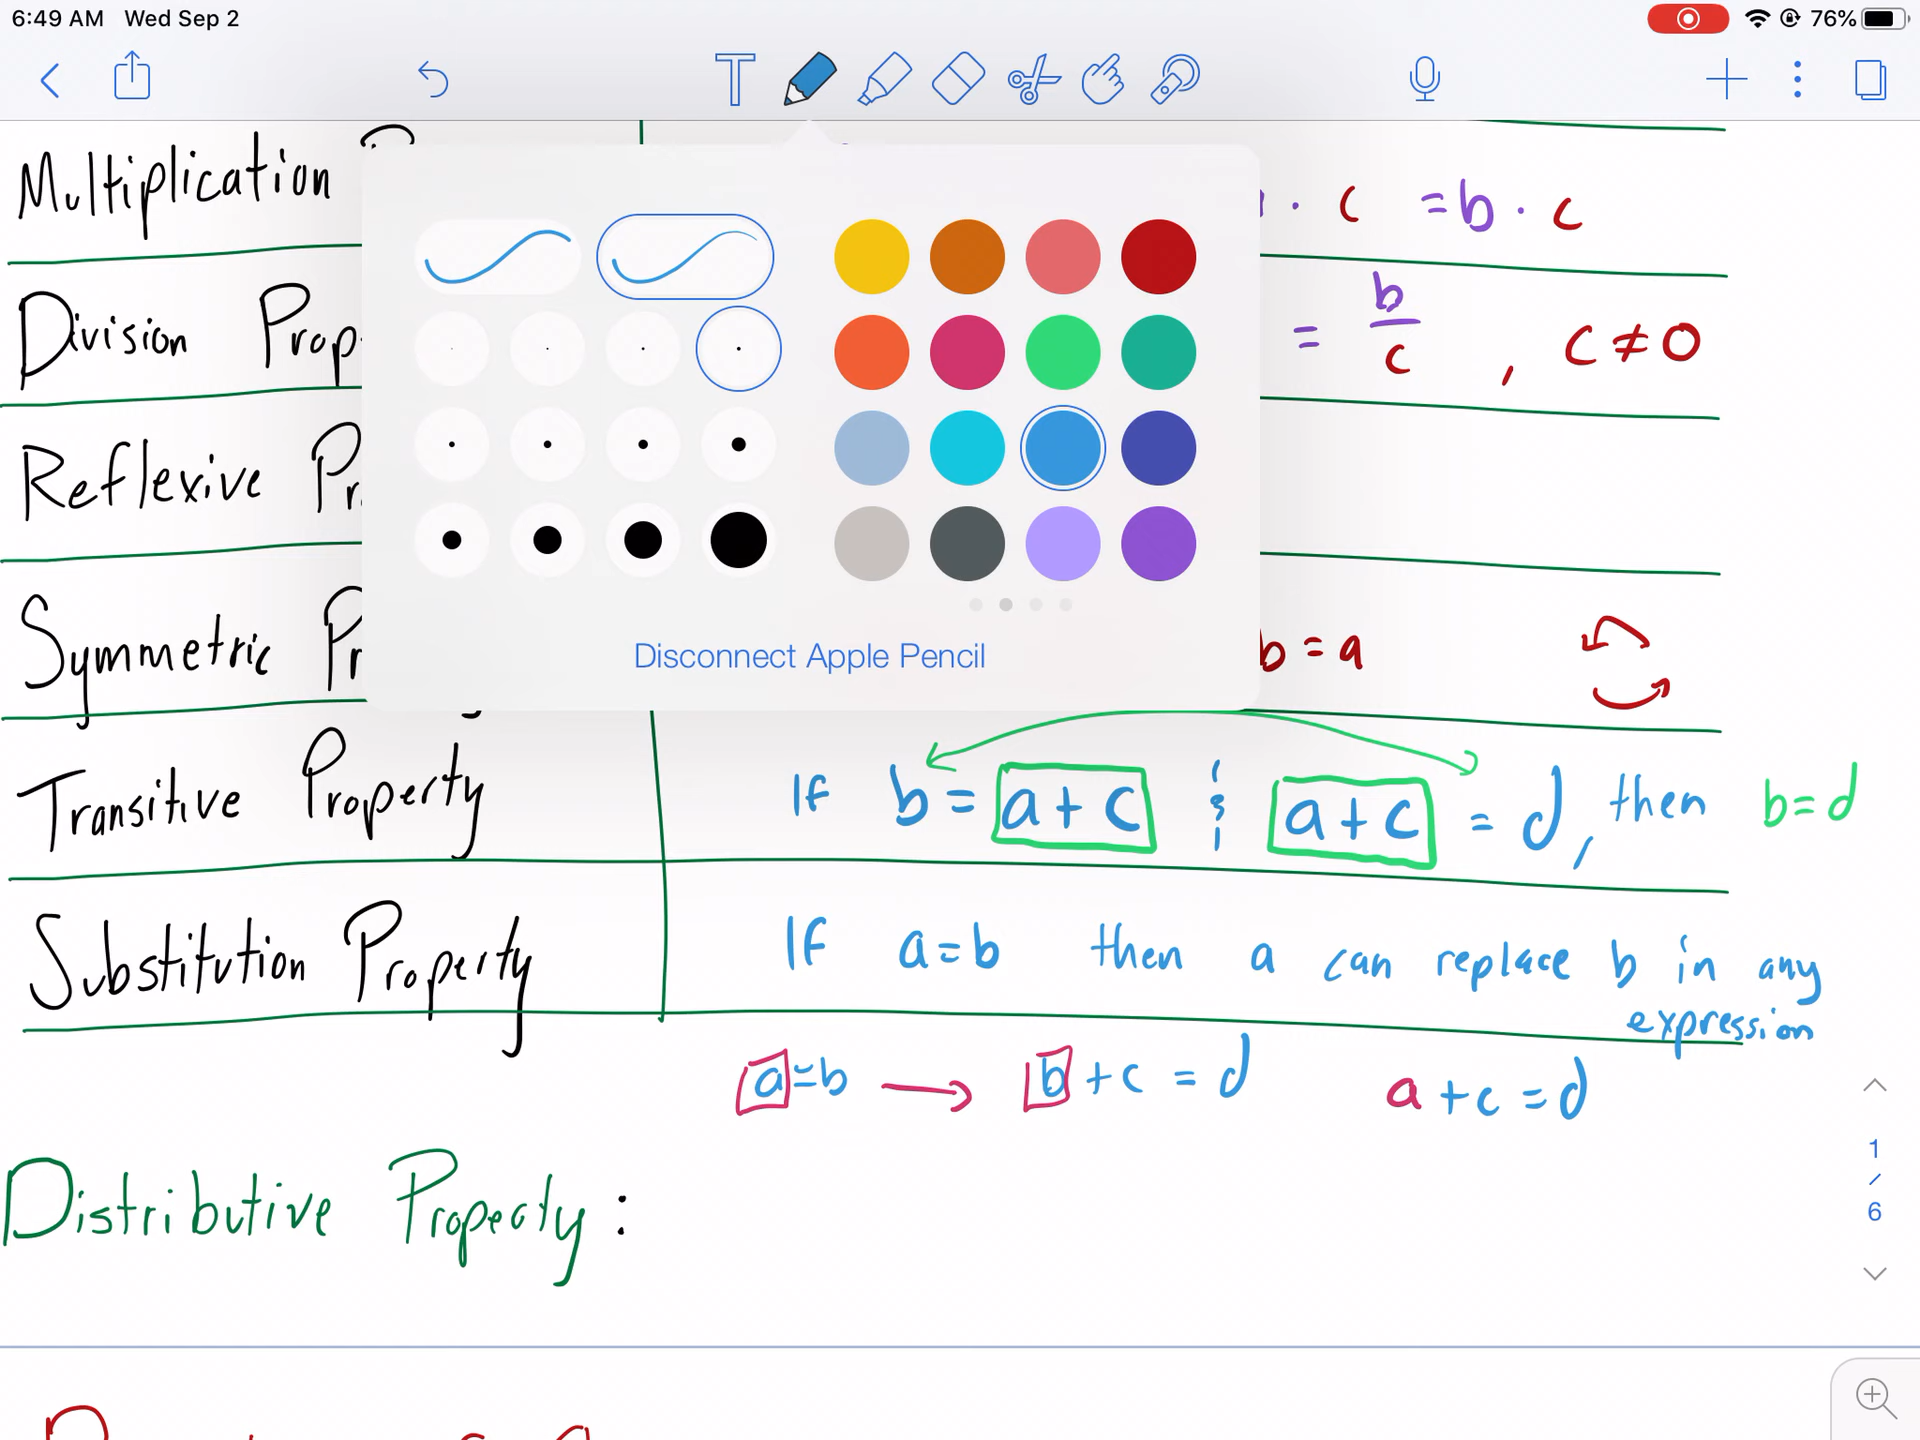 6:49 AM Wed Sep 2
76%
Multiplication
· c = b · c
Division Prop
= b
c , c ≠ 0
Reflexive Pr
Symmetric Pr
b = a
Disconnect Apple Pencil
Transitive Property
If b = a + c & a + c = d, then b = d
Substitution Property
If a = b then a can replace b in any
expression
a = b → b + c = d a + c = d
Distributive Property :
1
/
6